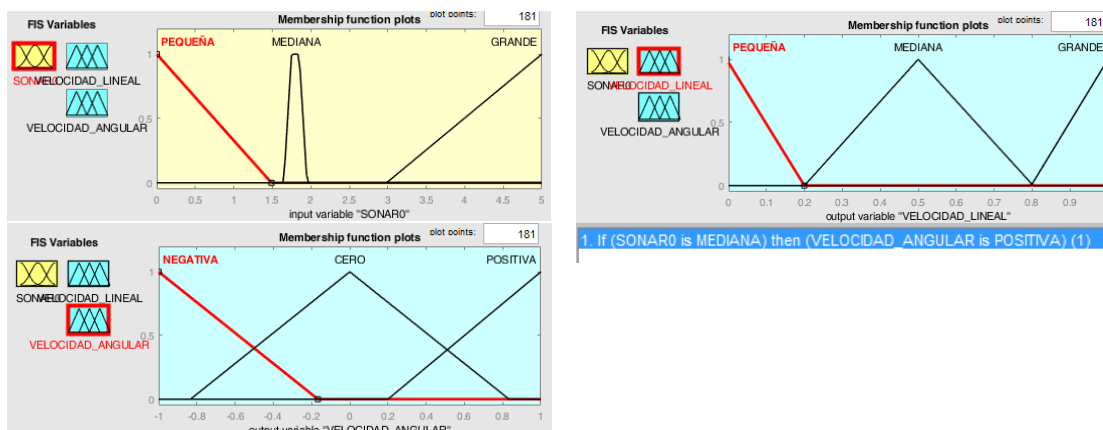 FIS Variables
Membership function plots
plot points:
181
PEQUEÑA
MEDIANA
GRANDE
SONAR0
VELOCIDAD_LINEAL
VELOCIDAD_ANGULAR
1
0.5
0
0 0.5 1 1.5 2 2.5 3 3.5 4 4.5 5
input variable "SONAR0"
FIS Variables
Membership function plots
plot points:
181
NEGATIVA
CERO
POSITIVA
SONAR0
VELOCIDAD_LINEAL
VELOCIDAD_ANGULAR
1
0.5
0
-1 -0.8 -0.6 -0.4 -0.2 0 0.2 0.4 0.6 0.8 1
output variable "VELOCIDAD_ANGULAR"
FIS Variables
Membership function plots
plot points:
181
PEQUEÑA
MEDIANA
GRANDE
SONAR0
VELOCIDAD_LINEAL
VELOCIDAD_ANGULAR
1
0.5
0
0 0.1 0.2 0.3 0.4 0.5 0.6 0.7 0.8 0.9
output variable "VELOCIDAD_LINEAL"
1. If (SONAR0 is MEDIANA) then (VELOCIDAD_ANGULAR is POSITIVA) (1)